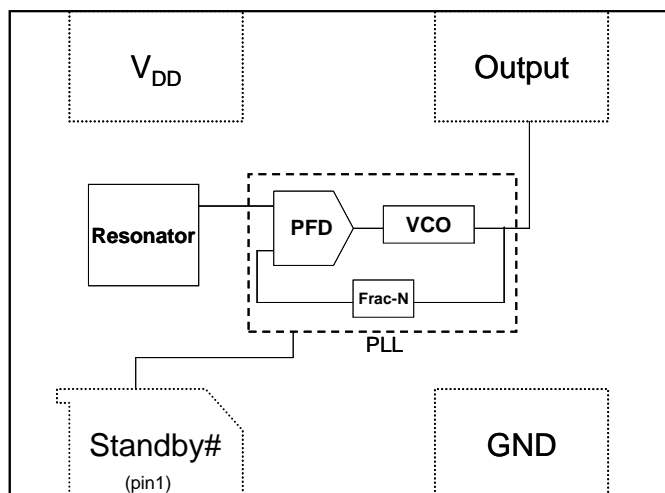 VDD
Output
Resonator
PFD
VCO
Frac-N
PLL
Standby#
(pin1)
GND